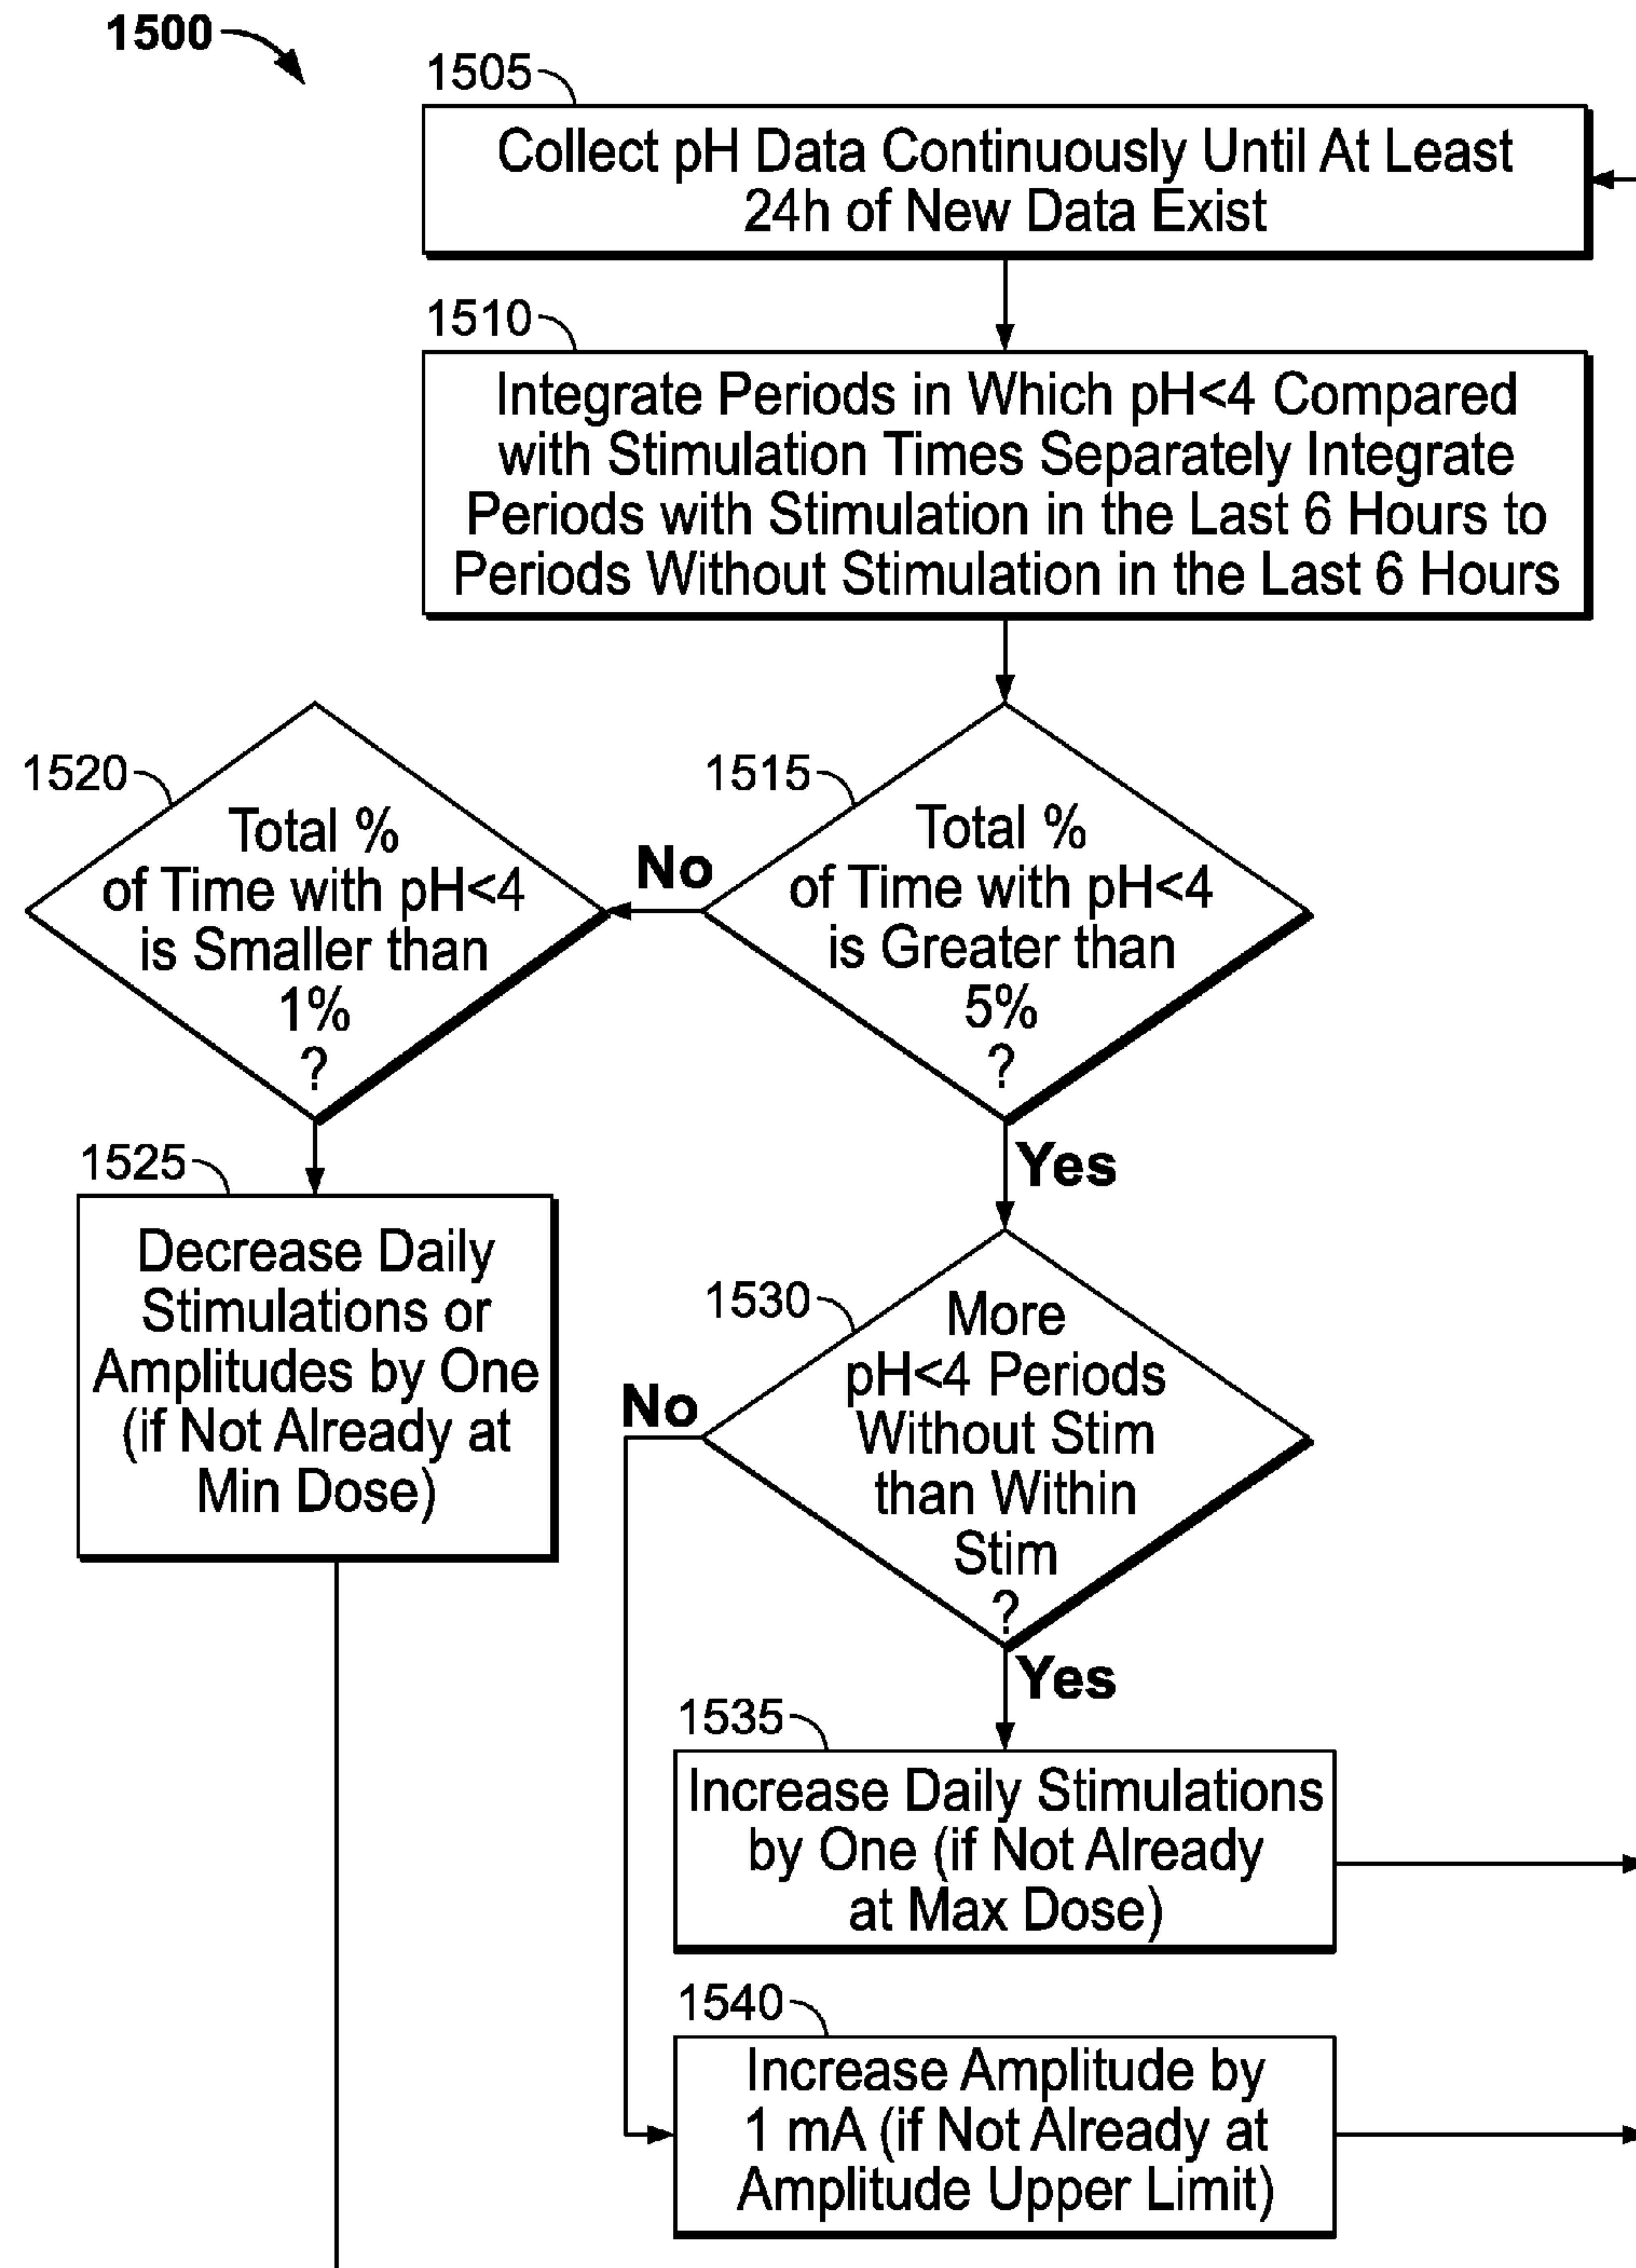 1500
1505
Collect pH Data Continuously Until At Least
24h of New Data Exist
1510
Integrate Periods in Which pH<4 Compared
with Stimulation Times Separately Integrate
Periods with Stimulation in the Last 6 Hours to
Periods Without Stimulation in the Last 6 Hours
1520
Total %
of Time with pH<4
is Smaller than
1%
?
No
1515
Total %
of Time with pH<4
is Greater than
5%
?
Yes
1525
Decrease Daily
Stimulations or
Amplitudes by One
(if Not Already at
Min Dose)
1530
More
pH<4 Periods
Without Stim
than Within
Stim
?
No
Yes
1535
Increase Daily Stimulations
by One (if Not Already
at Max Dose)
1540
Increase Amplitude by
1 mA (if Not Already at
Amplitude Upper Limit)